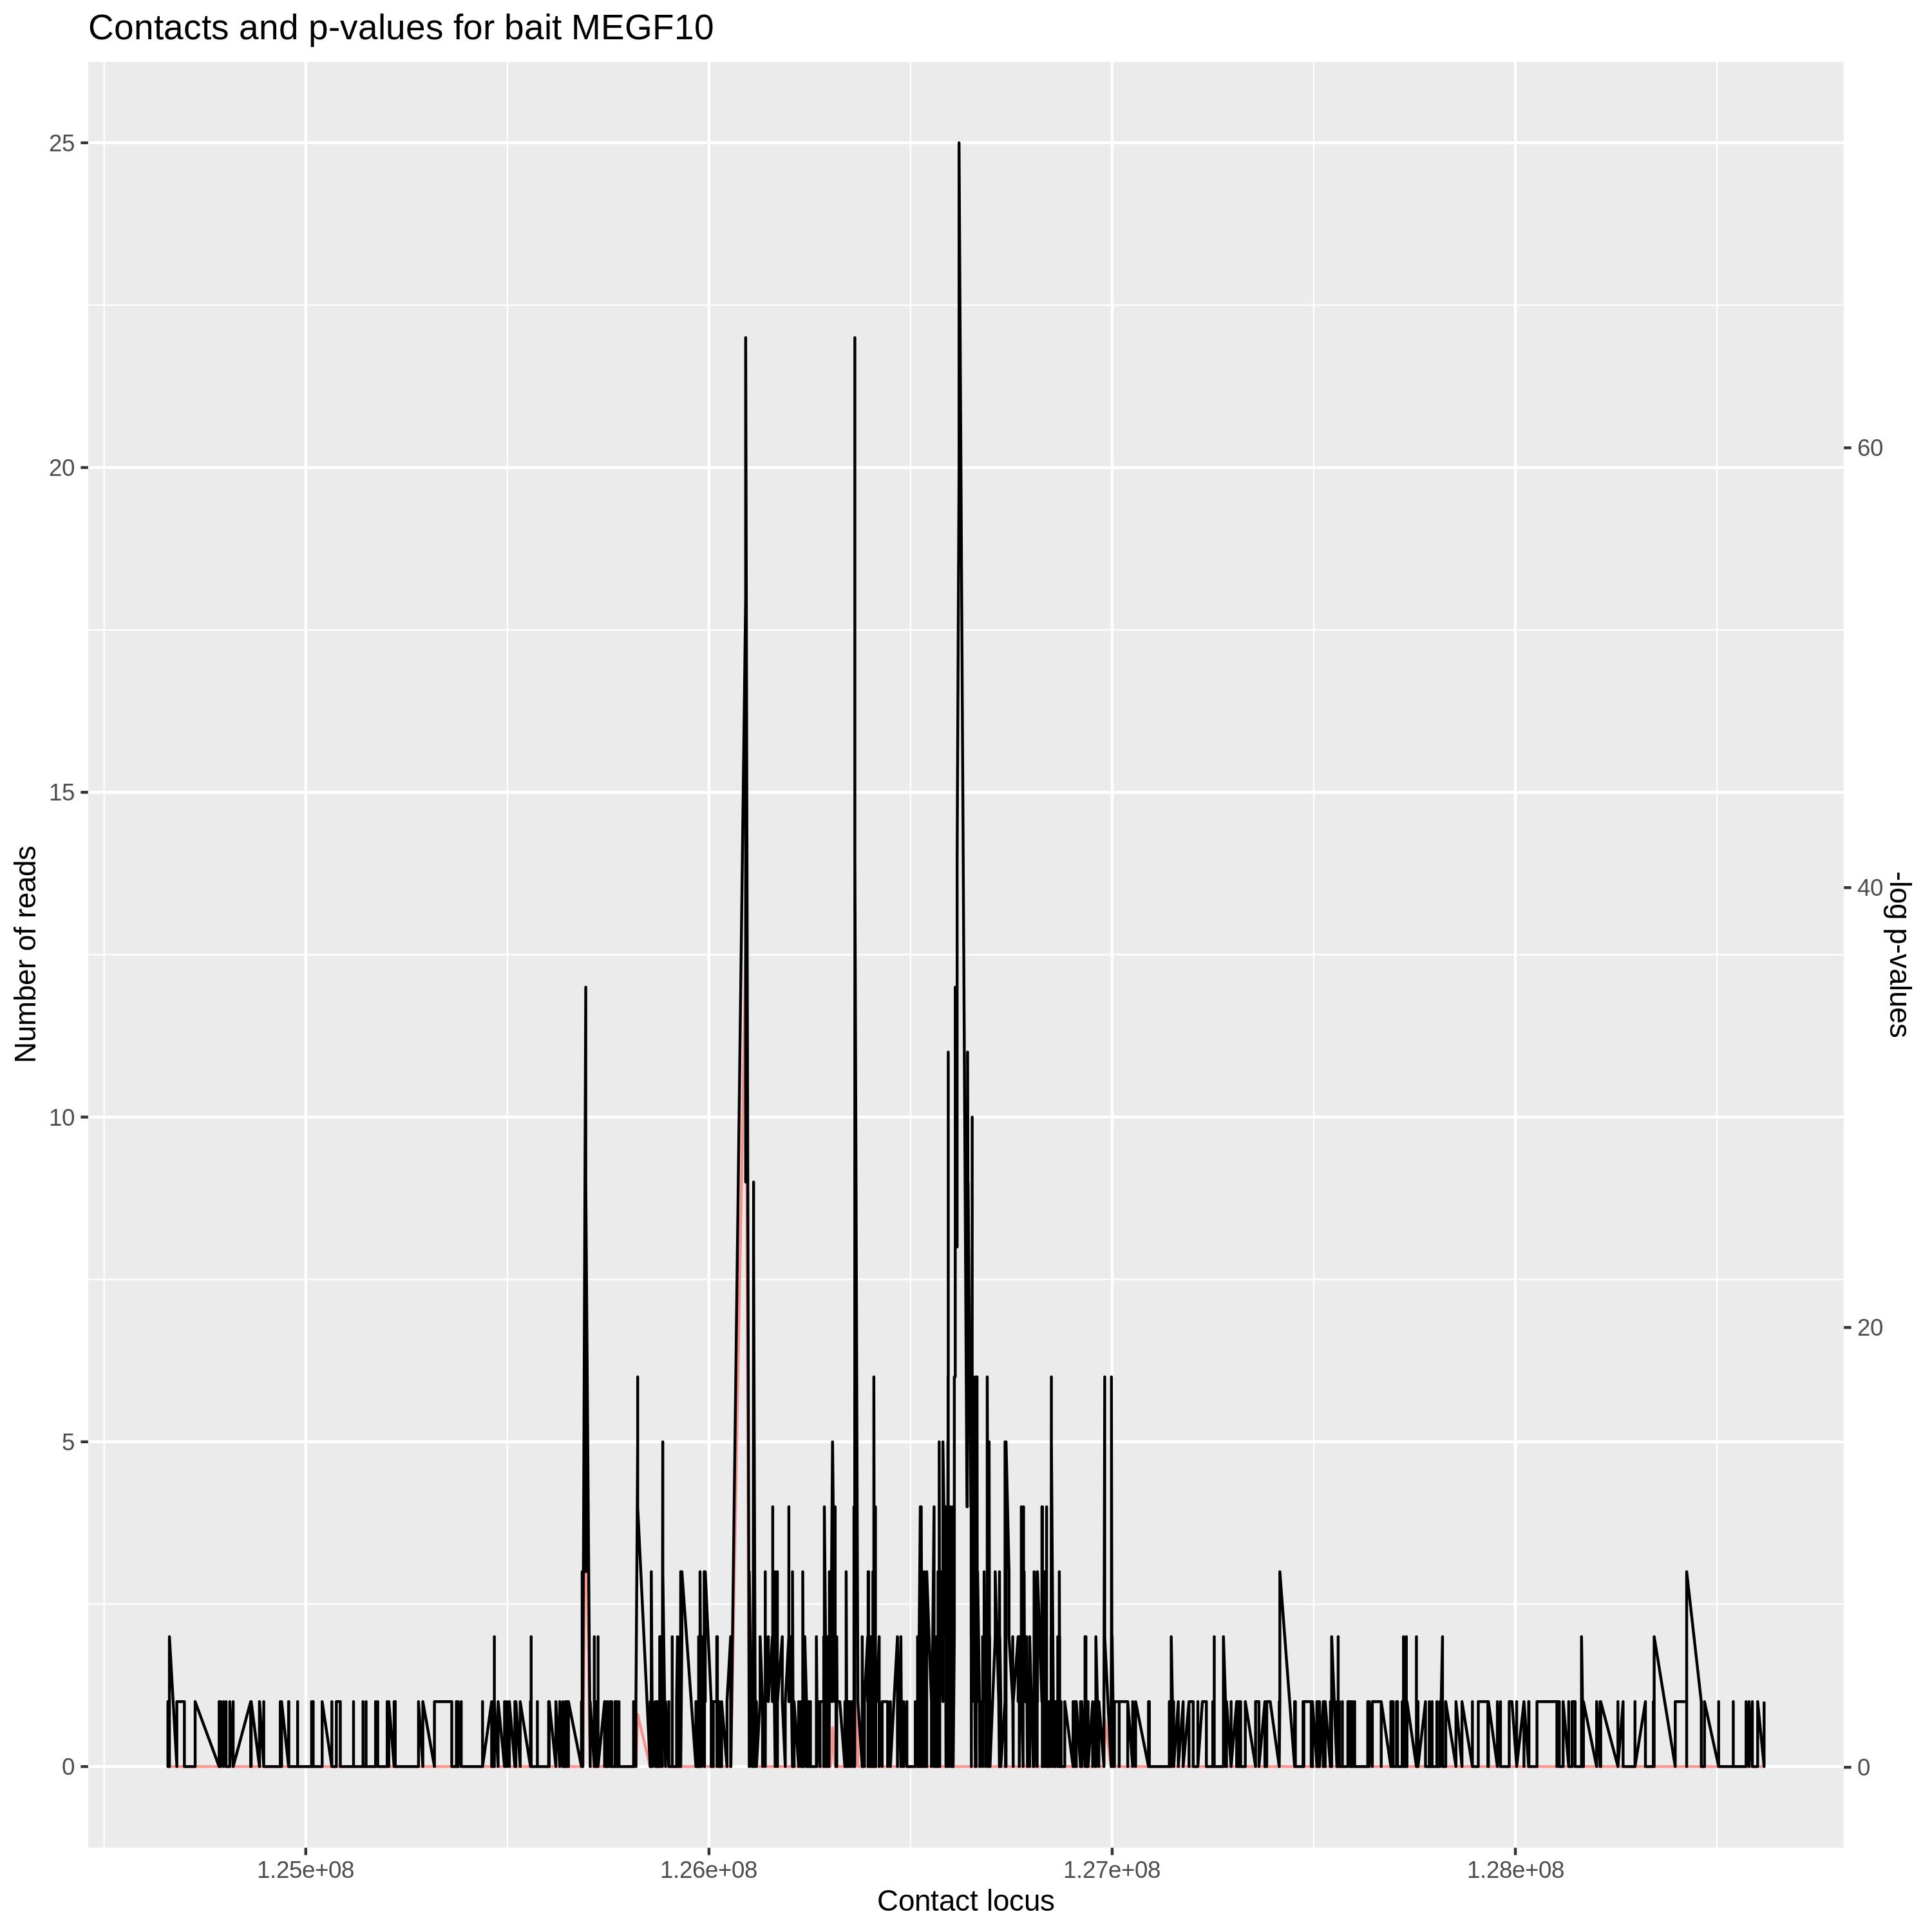 Contacts and p-values for bait MEGF10
25
20
15
10
5
0
Number of reads
60
40
20
0
-log p-values
1.25e+08 1.26e+08 1.27e+08 1.28e+08
Contact locus